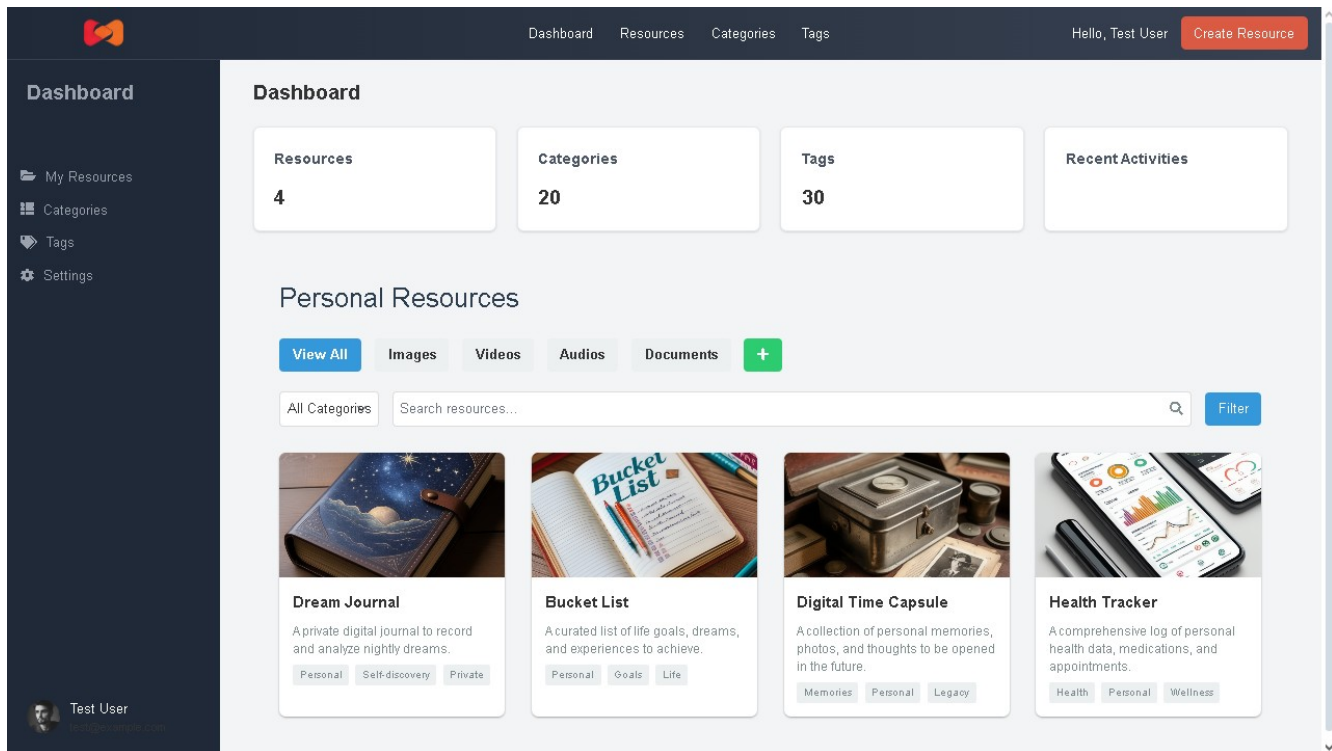 Dashboard Resources Categories Tags Hello, Test User Create Resource
Dashboard
My Resources
Categories
Tags
Settings
Test User
test@example.com
Dashboard
Resources
4
Categories
20
Tags
30
Recent Activities
Personal Resources
View All Images Videos Audios Documents +
All Categories Search resources... Filter
Bucket
List
Dream Journal
A private digital journal to record
and analyze nightly dreams.
Personal Self-discovery Private
Bucket List
A curated list of life goals, dreams,
and experiences to achieve.
Personal Goals Life
Digital Time Capsule
A collection of personal memories,
photos, and thoughts to be opened
in the future.
Memories Personal Legacy
Health Tracker
A comprehensive log of personal
health data, medications, and
appointments.
Health Personal Wellness